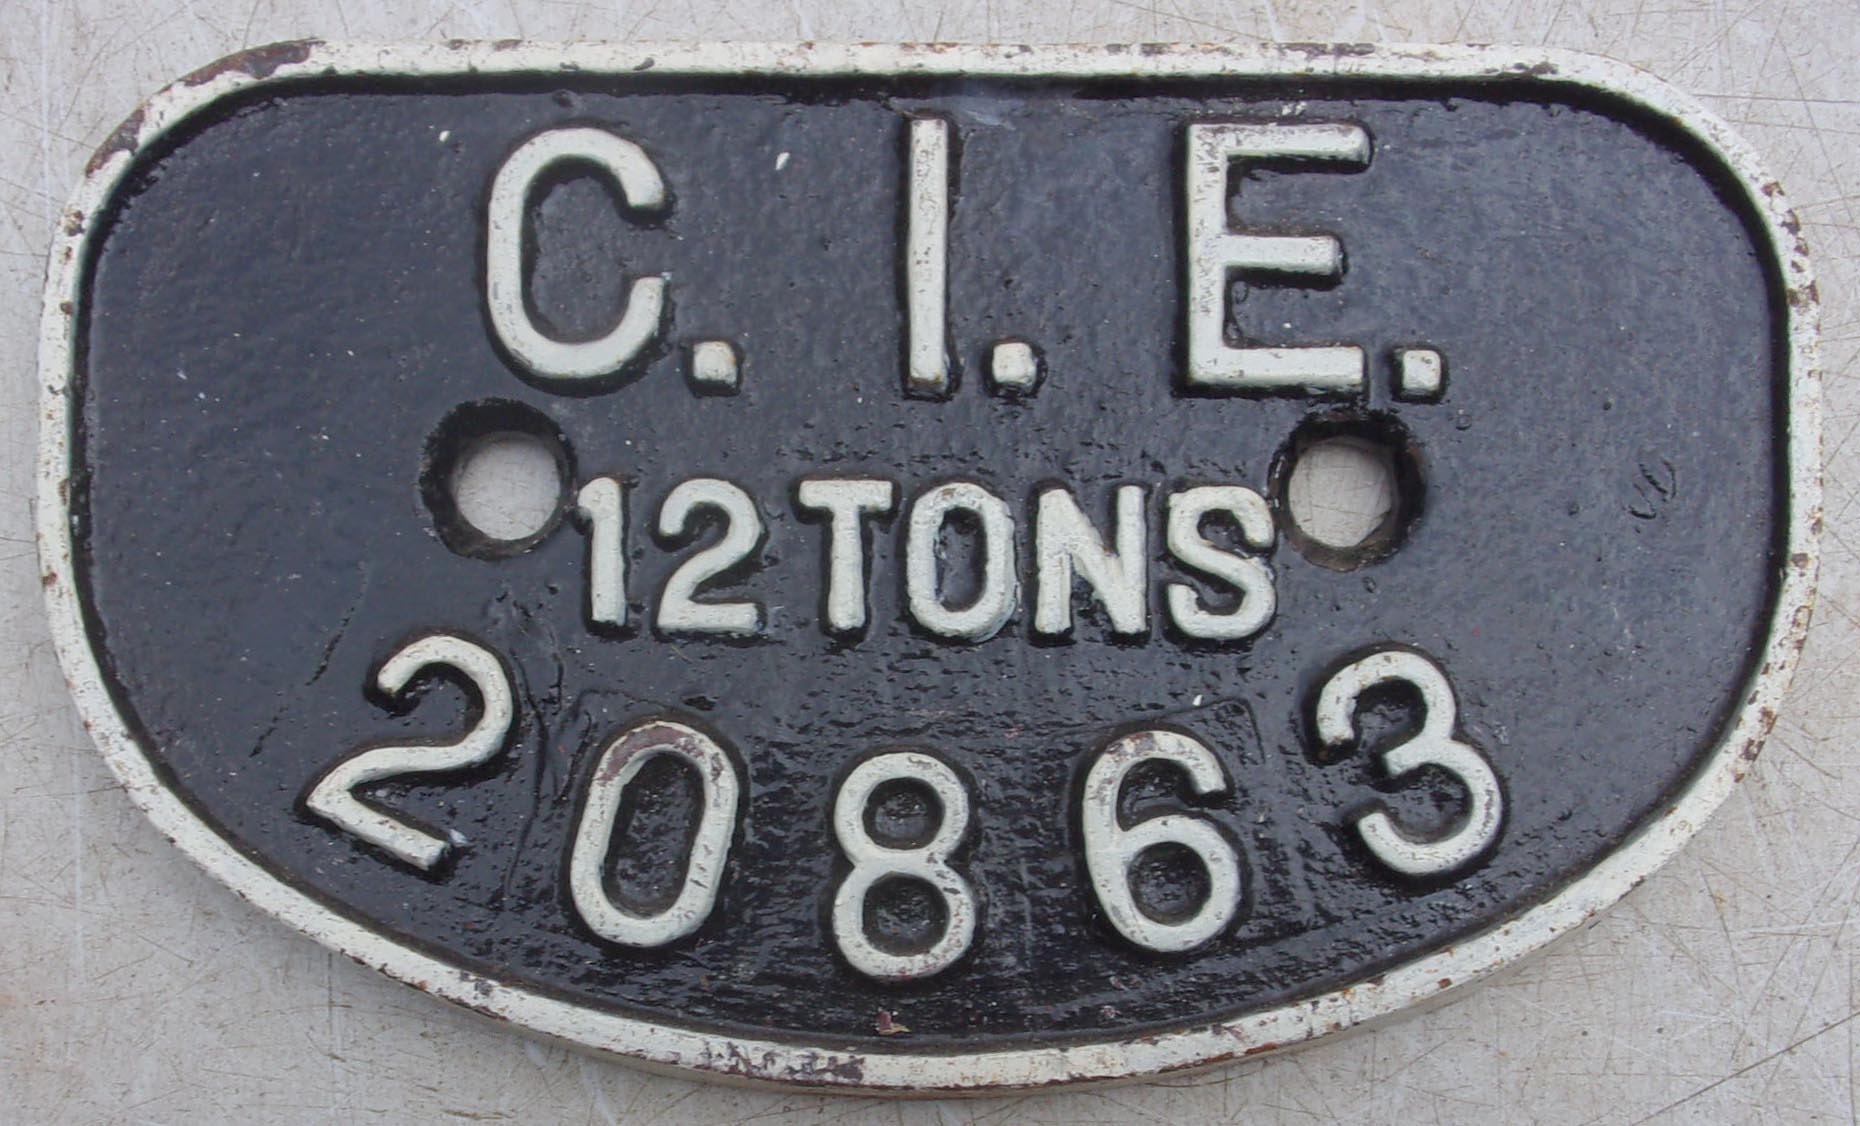 C. I. E.
12 TONS
20863